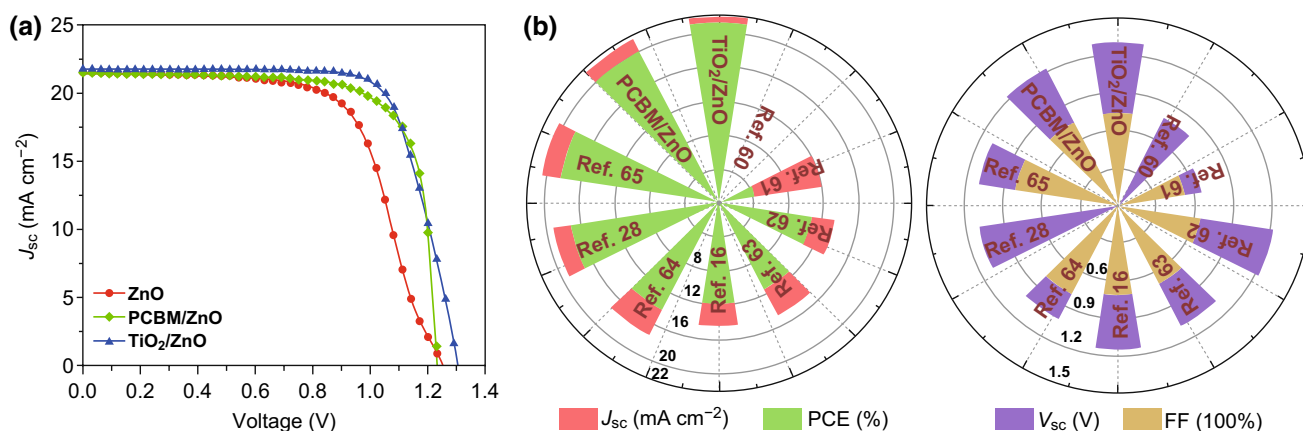 (a)
25
20
15
10
5
0
J_sc (mA cm⁻²)
ZnO
PCBM/ZnO
TiO₂/ZnO
0.0 0.2 0.4 0.6 0.8 1.0 1.2 1.4
Voltage (V)
(b)
TiO₂/ZnO
Ref. 60
Ref. 61
Ref. 62
Ref. 63
Ref. 16
Ref. 64
Ref. 28
Ref. 65
PCBM/ZnO
8
12
16
20
22
J_sc (mA cm⁻²) PCE (%)
TiO₂/ZnO
Ref. 60
Ref. 61
Ref. 62
Ref. 63
Ref. 16
Ref. 64
Ref. 28
Ref. 65
PCBM/ZnO
0.6
0.9
1.2
1.5
V_sc (V) FF (100%)